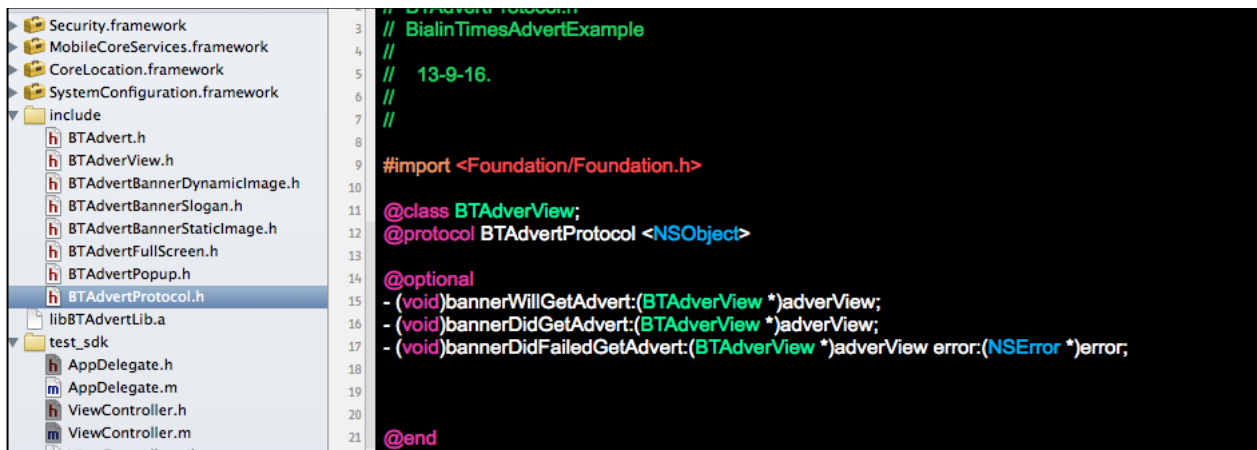 Security.framework
MobileCoreServices.framework
CoreLocation.framework
SystemConfiguration.framework
include
h BTAdvert.h
h BTAdverView.h
h BTAdvertBannerDynamicImage.h
h BTAdvertBannerSlogan.h
h BTAdvertBannerStaticImage.h
h BTAdvertFullScreen.h
h BTAdvertPopup.h
h BTAdvertProtocol.h
libBTAdvertLib.a
test_sdk
h AppDelegate.h
m AppDelegate.m
h ViewController.h
m ViewController.m
// BTAdvertProtocol.h
3 // BialinTimesAdvertExample
4 //
5 // 13-9-16.
6 //
7 //
8
9 #import <Foundation/Foundation.h>
10
11 @class BTAdverView;
12 @protocol BTAdvertProtocol <NSObject>
13
14 @optional
15 - (void)bannerWillGetAdvert:(BTAdverView *)adverView;
16 - (void)bannerDidGetAdvert:(BTAdverView *)adverView;
17 - (void)bannerDidFailedGetAdvert:(BTAdverView *)adverView error:(NSError *)error;
18
19
20
21 @end